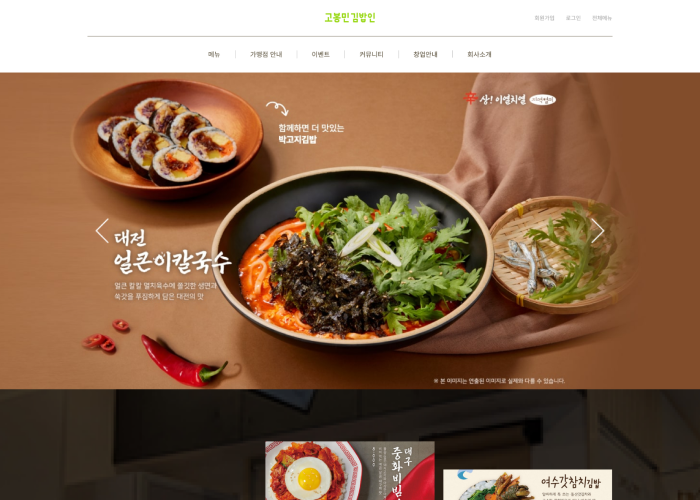 고봉민김밥인
회원가입 로그인 전체메뉴
메뉴 가맹점 안내 이벤트 커뮤니티 창업안내 회사소개
상! 이열치열
함께하면 더 맛있는
박고지김밥
대전
얼큰이칼국수
얼큰 칼칼 멸치육수에 쫄깃한 생면과
쑥갓을 푸짐하게 담은 대전의 맛
※ 본 이미지는 연출된 이미지로 실제와 다를 수 있습니다.
대구
중화비빔
여수갓참치김밥